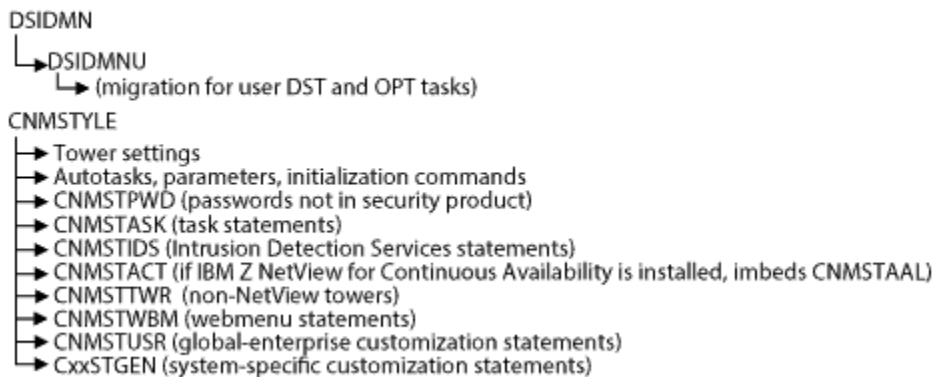 DSIDMN
DSIDMNU
(migration for user DST and OPT tasks)
CNMSTYLE
Tower settings
Autotasks, parameters, initialization commands
CNMSTPWD (passwords not in security product)
CNMSTASK (task statements)
CNMSTIDS (Intrusion Detection Services statements)
CNMSTACT (if IBM Z NetView for Continuous Availability is installed, imbeds CNMSTAAL)
CNMSTTWR (non-NetView towers)
CNMSTWBM (webmenu statements)
CNMSTUSR (global-enterprise customization statements)
CxxSTGEN (system-specific customization statements)